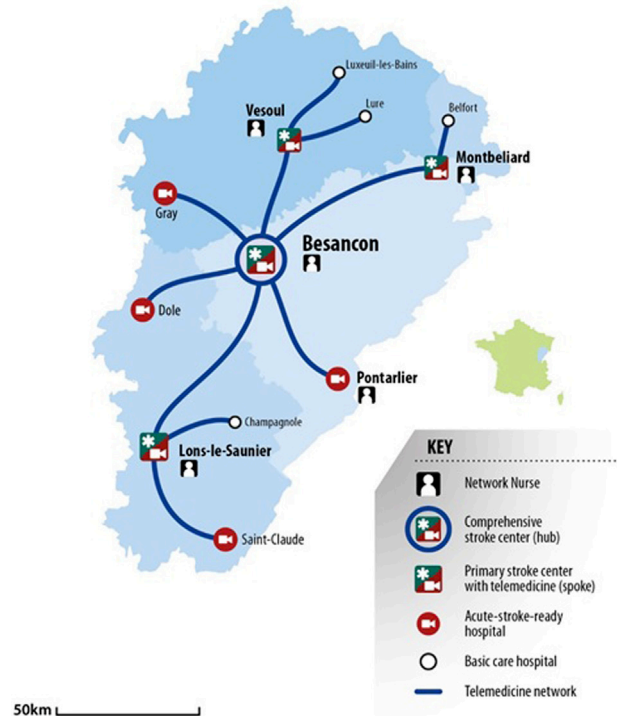 Luxeuil-les-Bains
Vesoul
Lure
Belfort
Montbeliard
Gray
Besancon
Dole
Pontarlier
Champagnole
Lons-le-Saunier
Saint-Claude
KEY
Network Nurse
Comprehensive
stroke center (hub)
Primary stroke center
with telemedicine (spoke)
Acute-stroke-ready
hospital
Basic care hospital
Telemedicine network
50km